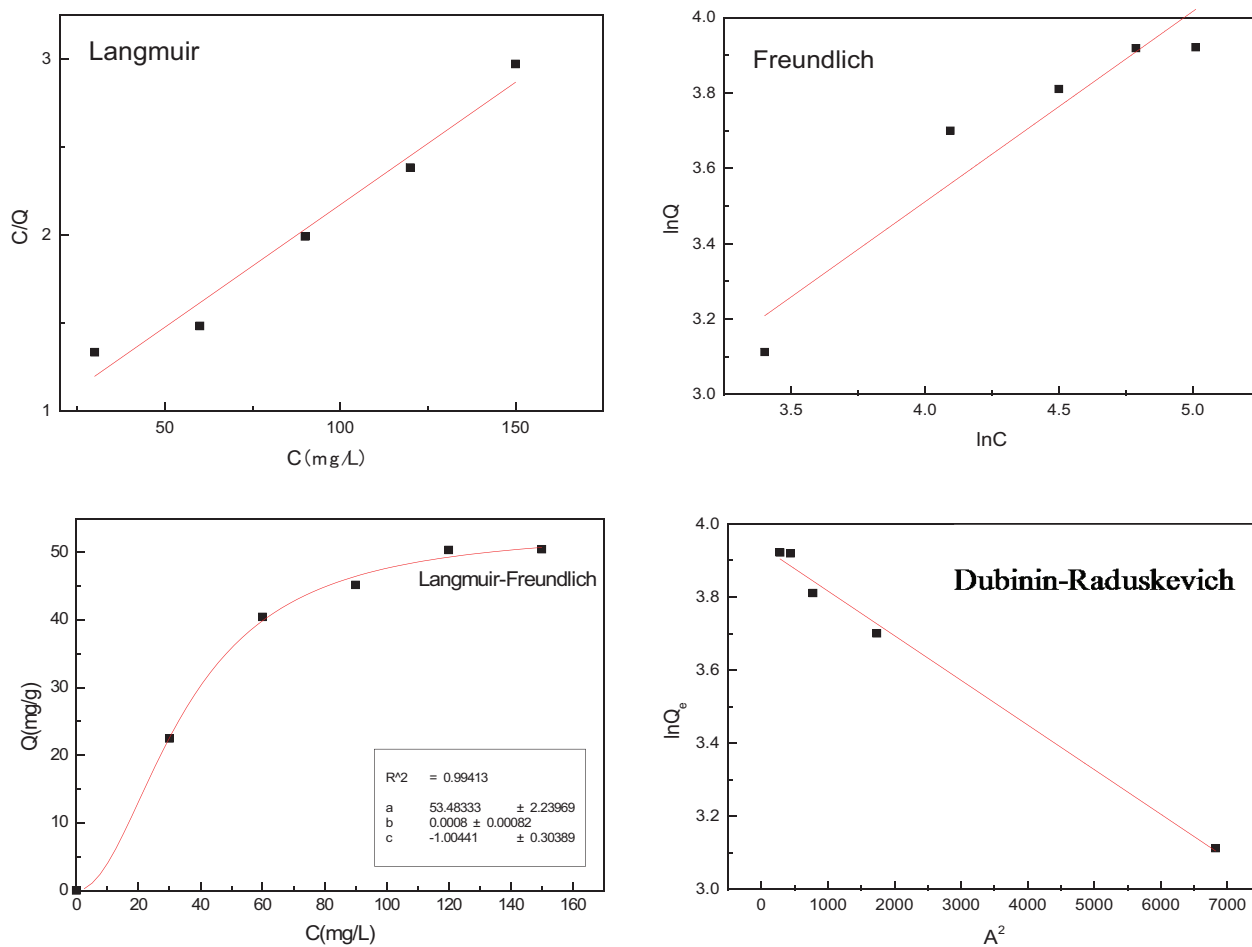 Langmuir
3
2
1
C/Q
50
100
150
C(mg/L)
Freundlich
4.0
3.8
3.6
3.4
3.2
3.0
lnQ
3.5
4.0
4.5
5.0
lnC
Langmuir-Freundlich
50
40
30
20
10
0
Q(mg/g)
R^2 = 0.99413
a 53.48333 ± 2.23969
b 0.0008 ± 0.00082
c -1.00441 ± 0.30389
0
20
40
60
80
100
120
140
160
C(mg/L)
Dubinin-Raduskevich
4.0
3.8
3.6
3.4
3.2
3.0
lnQe
0
1000
2000
3000
4000
5000
6000
7000
A²